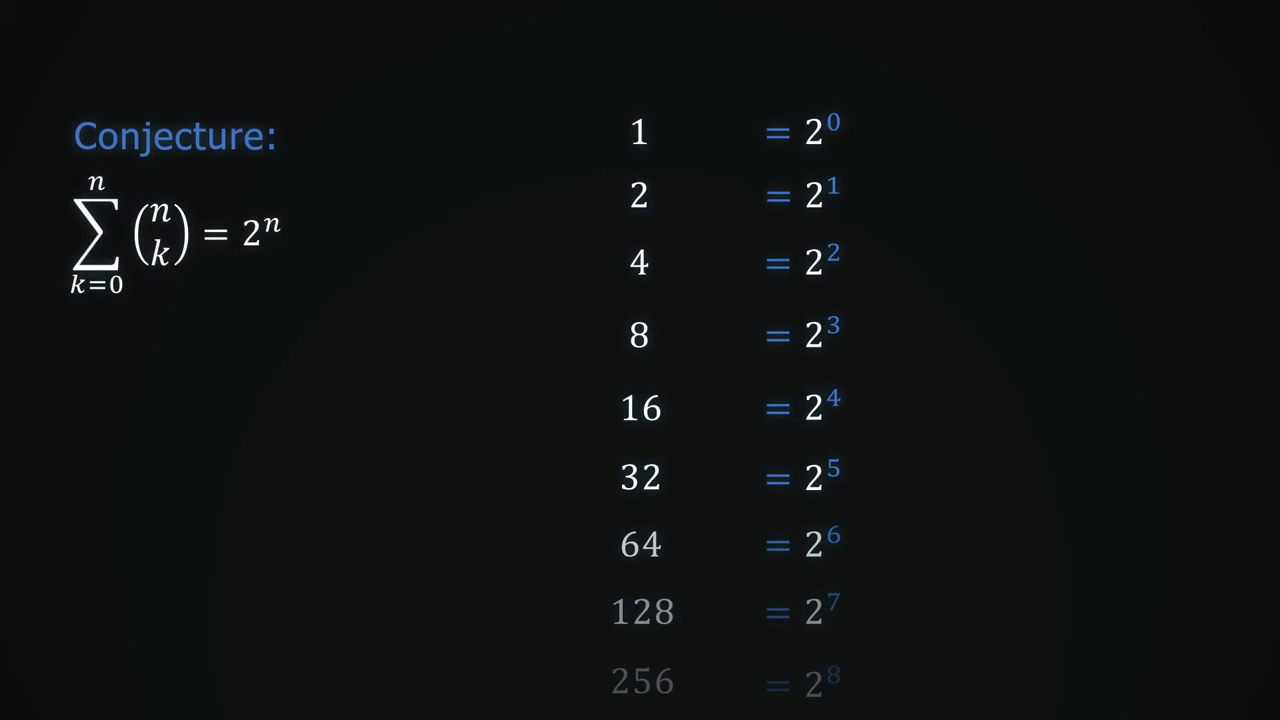 Conjecture:
∑_{k=0}^{n} \binom{n}{k} = 2^n
1 = 2^0
2 = 2^1
4 = 2^2
8 = 2^3
16 = 2^4
32 = 2^5
64 = 2^6
128 = 2^7
256 = 2^8